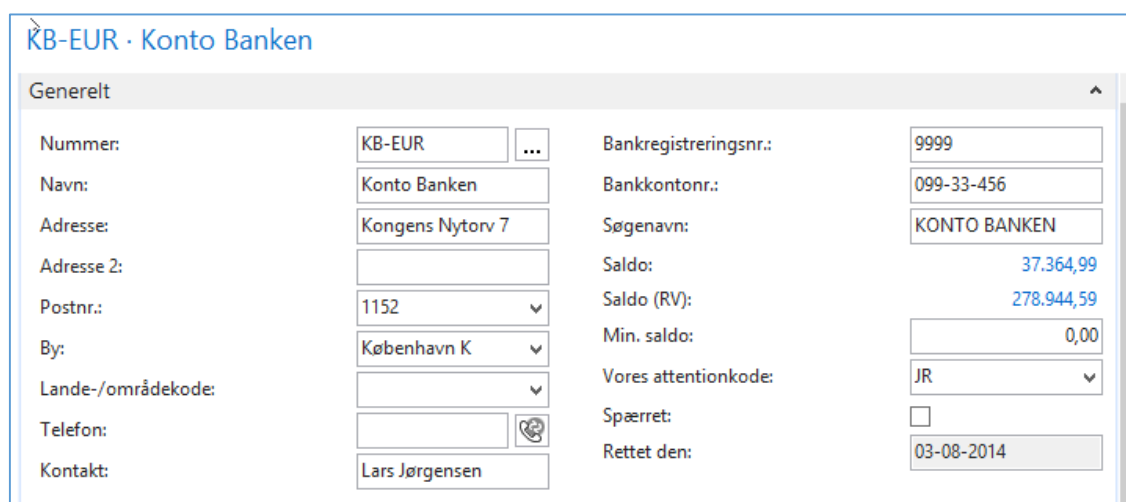 KB-EUR · Konto Banken
Generelt
Nummer: KB-EUR ...
Navn: Konto Banken
Adresse: Kongens Nytorv 7
Adresse 2:
Postnr.: 1152
By: København K
Lande-/områdekode:
Telefon:
Kontakt: Lars Jørgensen
Bankregistreringsnr.: 9999
Bankkontonr.: 099-33-456
Søgenavn: KONTO BANKEN
Saldo: 37.364,99
Saldo (RV): 278.944,59
Min. saldo: 0,00
Vores attentionkode: JR
Spærret:
Rettet den: 03-08-2014